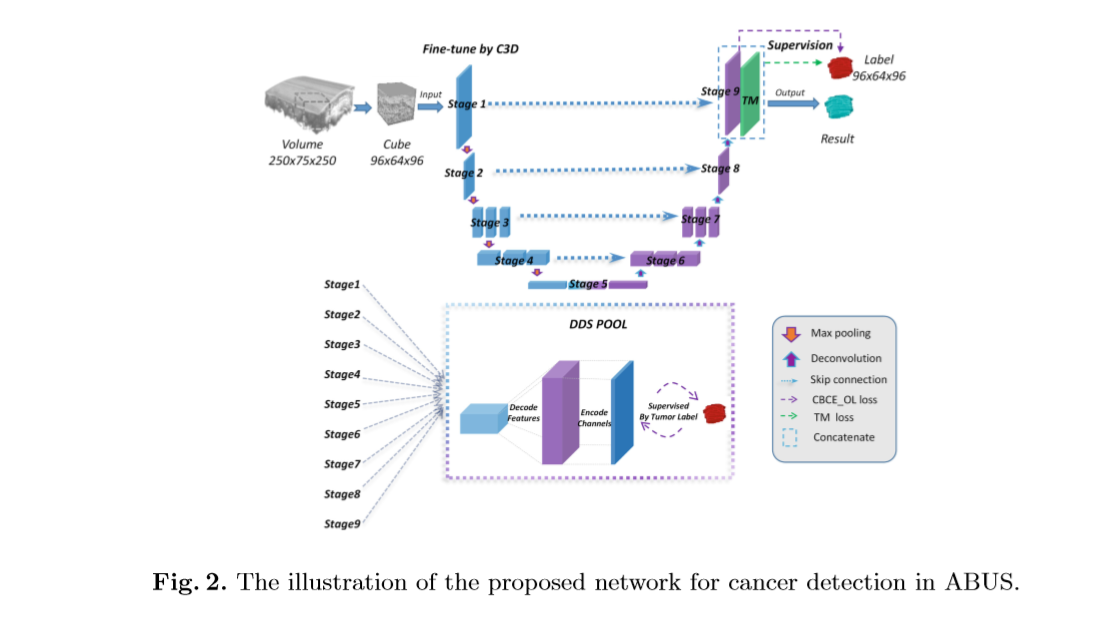 Fine-tune by C3D
Supervision
Label
96x64x96
Stage 9
TM
Input
Stage 1
Output
Volume
250x75x250
Cube
96x64x96
Result
Stage 2
Stage 8
Stage 3
Stage 7
Stage 4
Stage 6
Stage 5
Stage1
Stage2
Stage3
Stage4
Stage5
Stage6
Stage7
Stage8
Stage9
DDS POOL
Decode
Features
Encode
Channels
Supervised
By Tumor Label
Max pooling
Deconvolution
Skip connection
CBCE_OL loss
TM loss
Concatenate
Fig. 2. The illustration of the proposed network for cancer detection in ABUS.